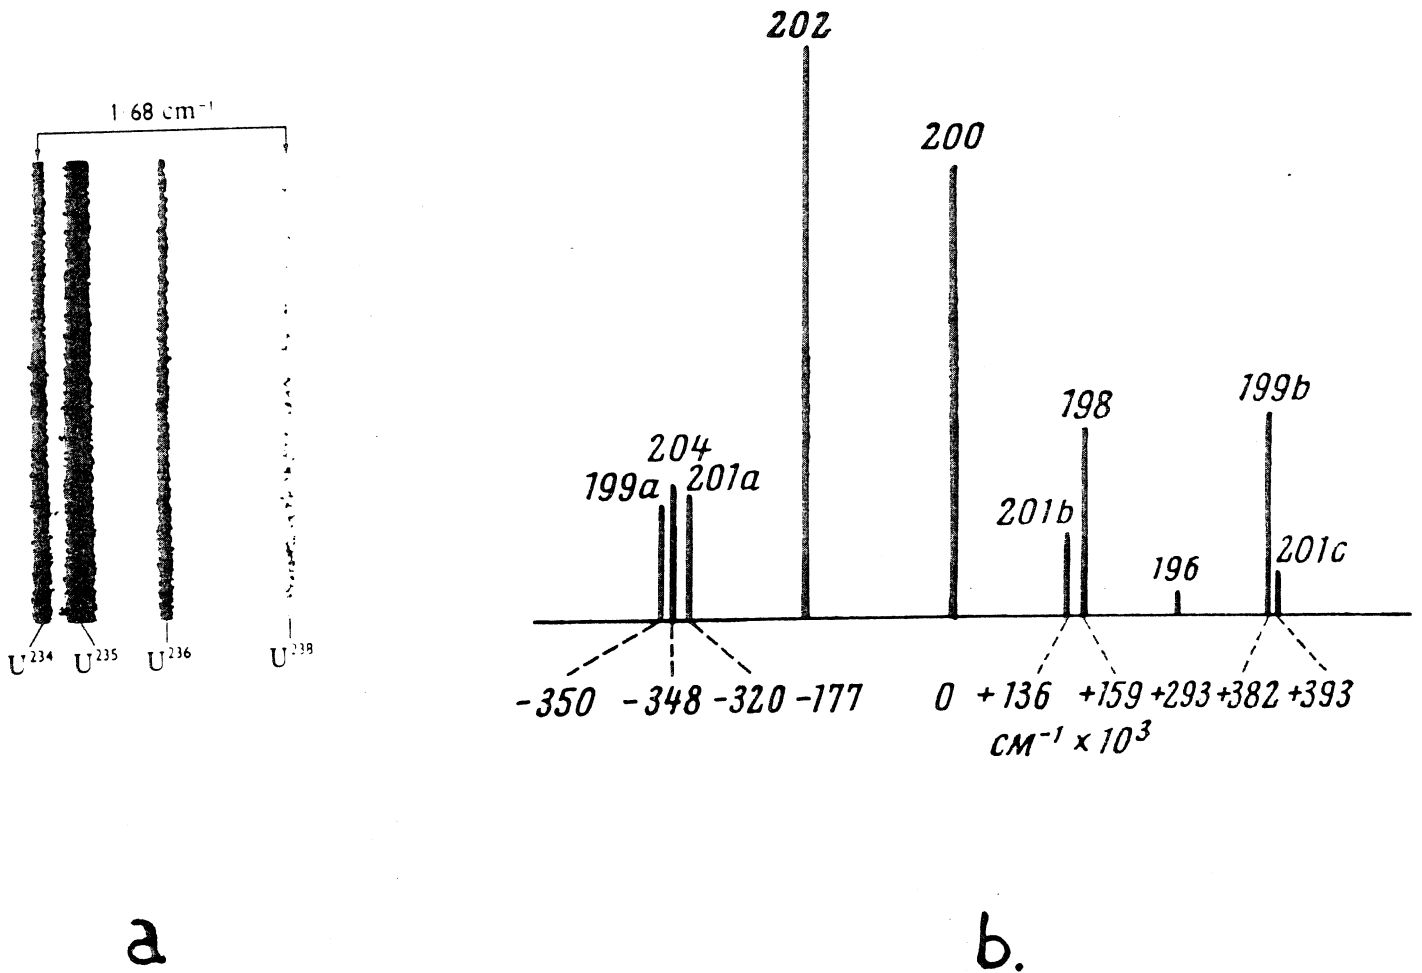 1·68 cm⁻¹
U²³⁴ U²³⁵ U²³⁶ U²³⁸
a
202
200
199b
198
204
199a 201a
201b
196 201c
-350 -348 -320 -177 0 +136 +159 +293 +382 +393
см⁻¹ × 10³
b.